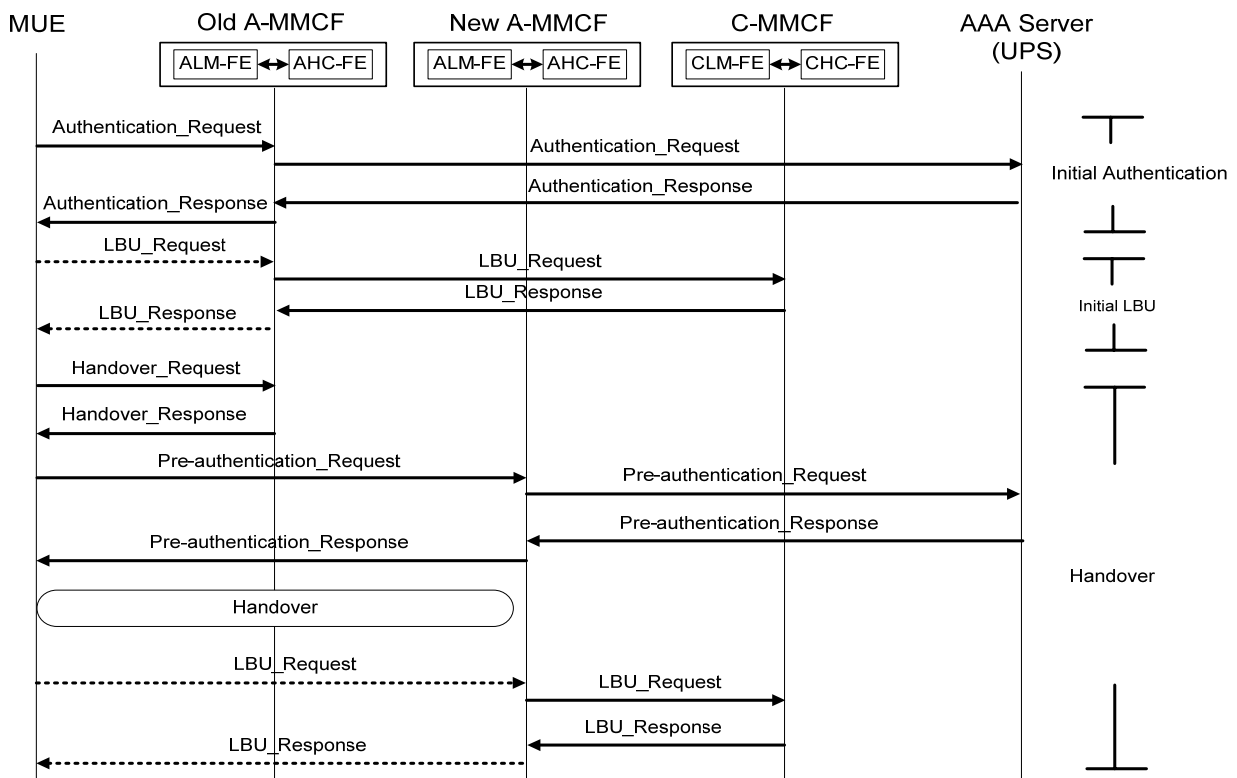 MUE
Old A-MMCF
New A-MMCF
C-MMCF
AAA Server
(UPS)
ALM-FE
AHC-FE
ALM-FE
AHC-FE
CLM-FE
CHC-FE
Authentication_Request
Authentication_Request
Initial Authentication
Authentication_Response
Authentication_Response
LBU_Request
LBU_Request
LBU_Response
Initial LBU
LBU_Response
Handover_Request
Handover_Response
Pre-authentication_Request
Pre-authentication_Request
Pre-authentication_Response
Pre-authentication_Response
Handover
Handover
LBU_Request
LBU_Request
LBU_Response
LBU_Response